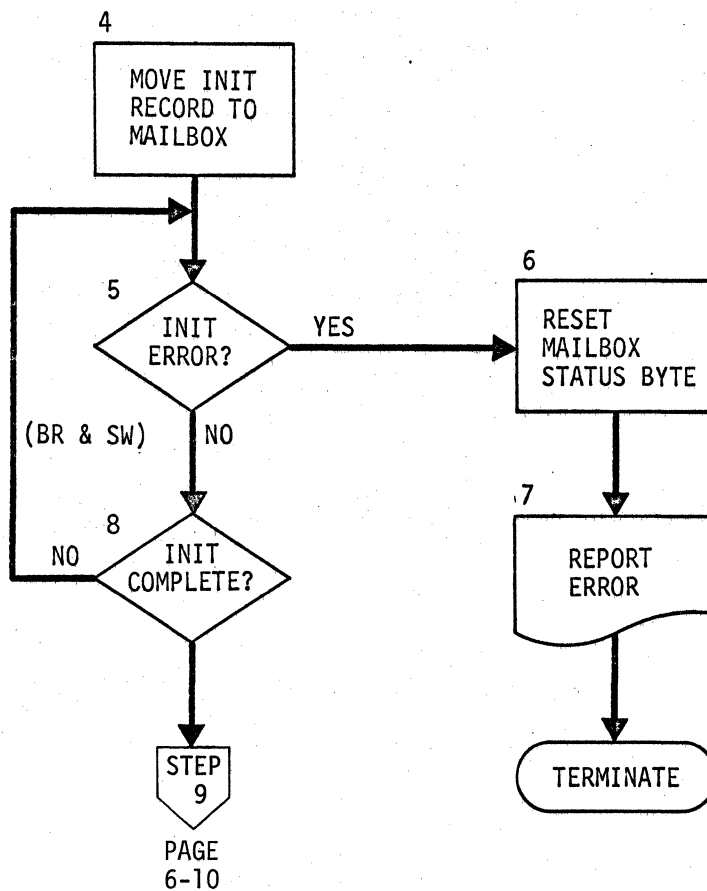 4
MOVE INIT
RECORD TO
MAILBOX
5
INIT
ERROR?
YES
6
RESET
MAILBOX
STATUS BYTE
(BR & SW)
NO
7
REPORT
ERROR
8
INIT
COMPLETE?
NO
TERMINATE
STEP
9
PAGE
6-10